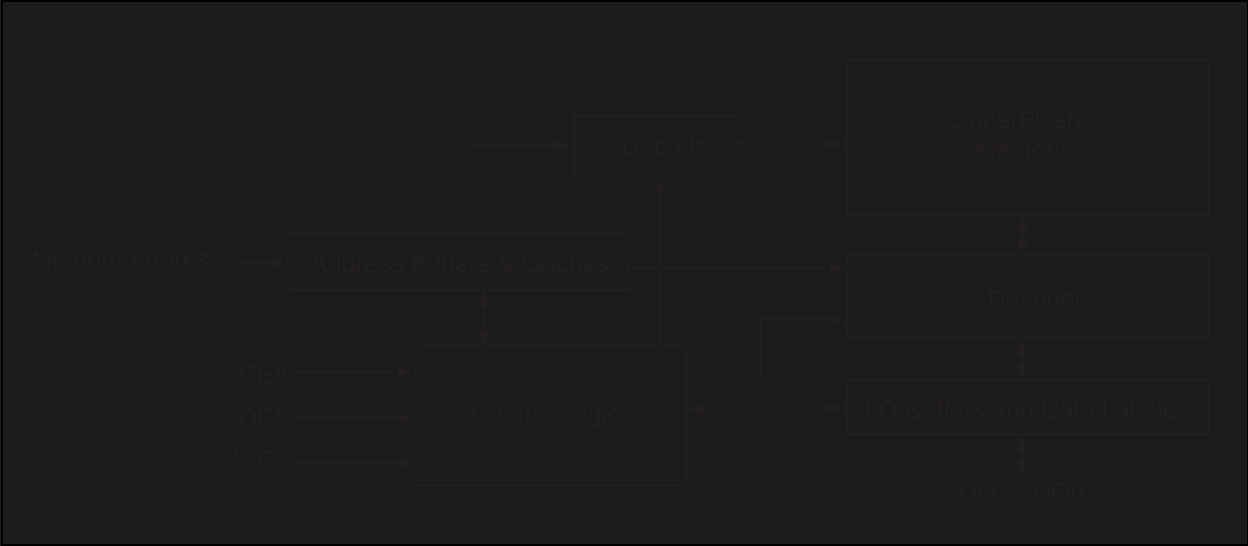 SuperFlash®
Memory
X-Decoder
Memory Address
Address Buffers & Latches
Y-Decoder
CE#
OE#
WE#
Control Logic
I/O Buffers and Data Latches
DQ7 - DQ0